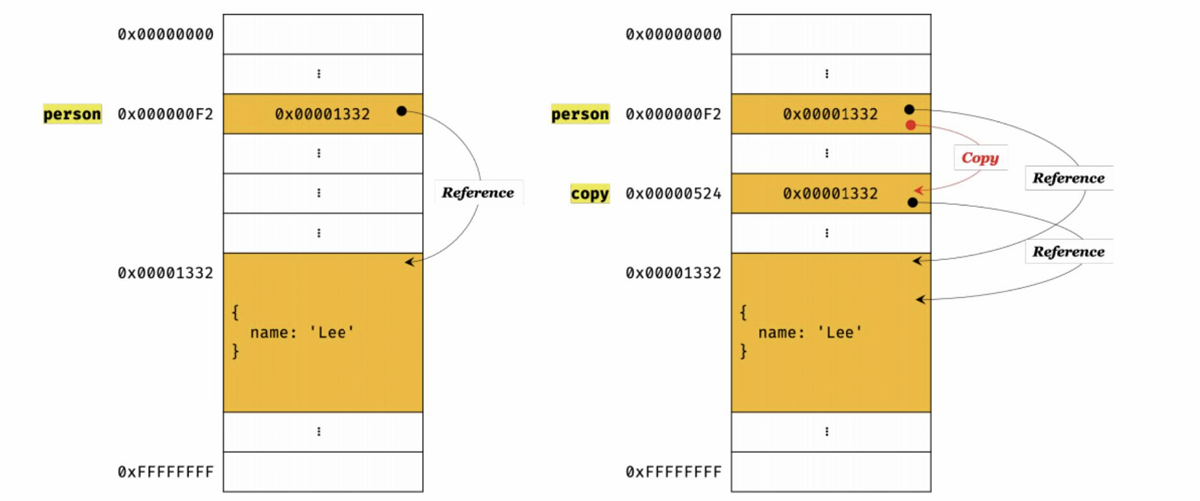 0x00000000
⋮
person 0x000000F2 0x00001332
⋮
⋮
Reference
⋮
0x00001332
{
name: 'Lee'
}
⋮
0xFFFFFFFF
0x00000000
⋮
person 0x000000F2 0x00001332
⋮
Copy
Reference
copy 0x00000524 0x00001332
⋮
Reference
0x00001332
{
name: 'Lee'
}
⋮
0xFFFFFFFF